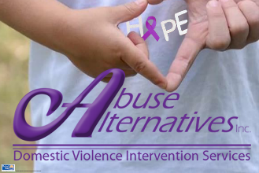 HOPE
Abuse
Alternatives Inc.
Domestic Violence Intervention Services